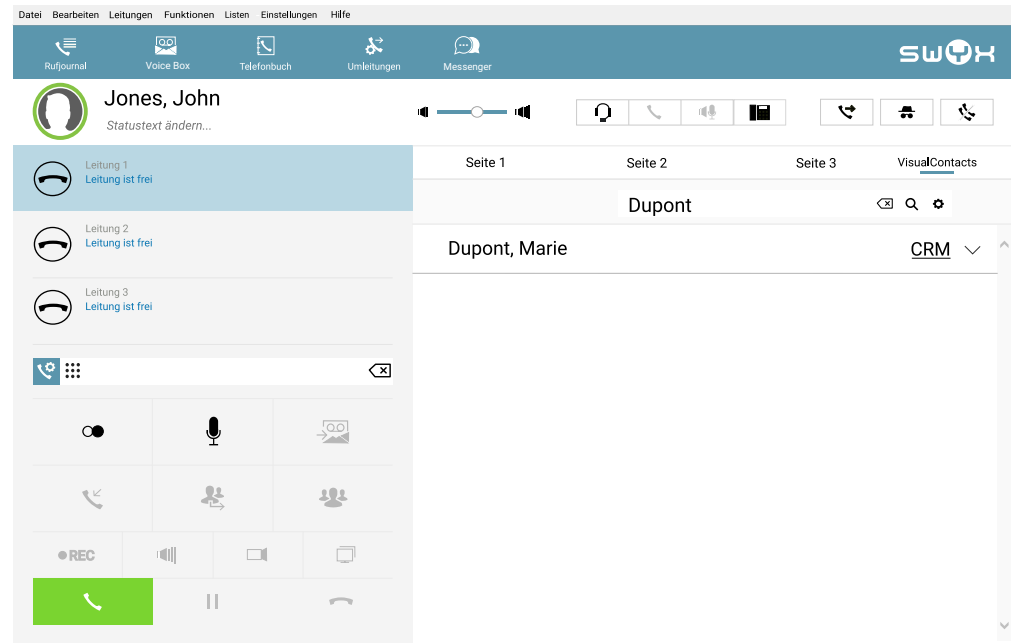 Datei Bearbeiten Leitungen Funktionen Listen Einstellungen Hilfe
Rufjournal Voice Box Telefonbuch Umleitungen Messenger
swyx
Jones, John
Statustext ändern...
Seite 1 Seite 2 Seite 3 VisualContacts
Leitung 1
Leitung ist frei
Dupont
Leitung 2
Leitung ist frei
Dupont, Marie CRM
Leitung 3
Leitung ist frei
REC